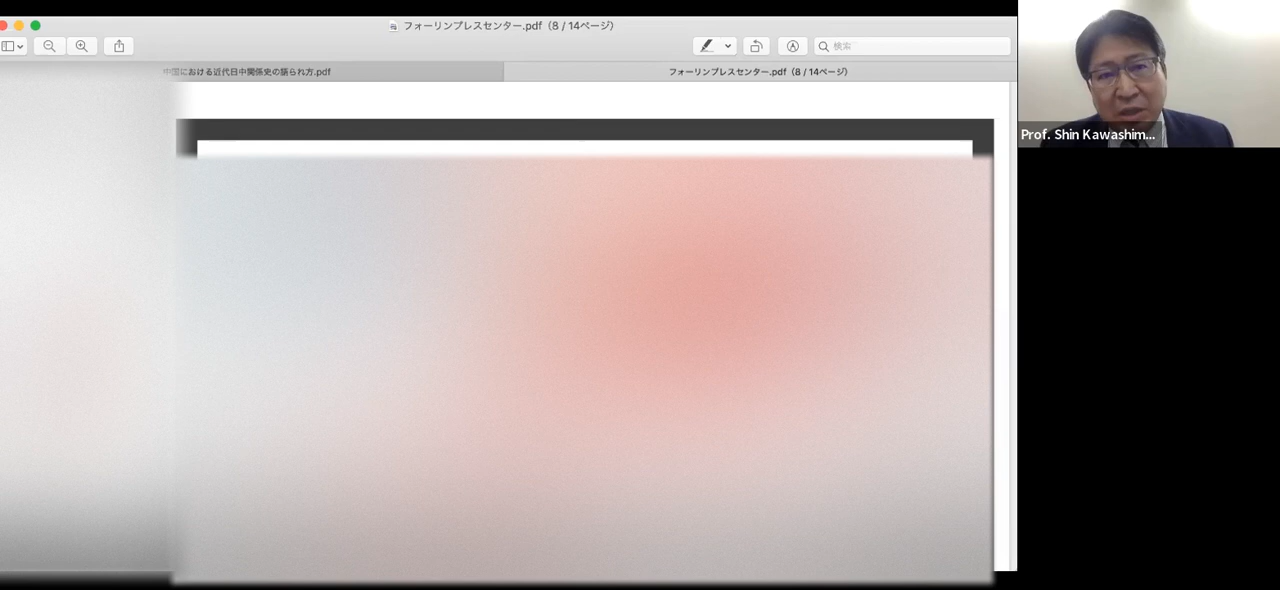 フォーリンプレスセンター.pdf（8 / 14ページ）
検索
中国における近代日中関係史の語られ方.pdf
フォーリンプレスセンター.pdf（8 / 14ページ）
Prof. Shin Kawashim...